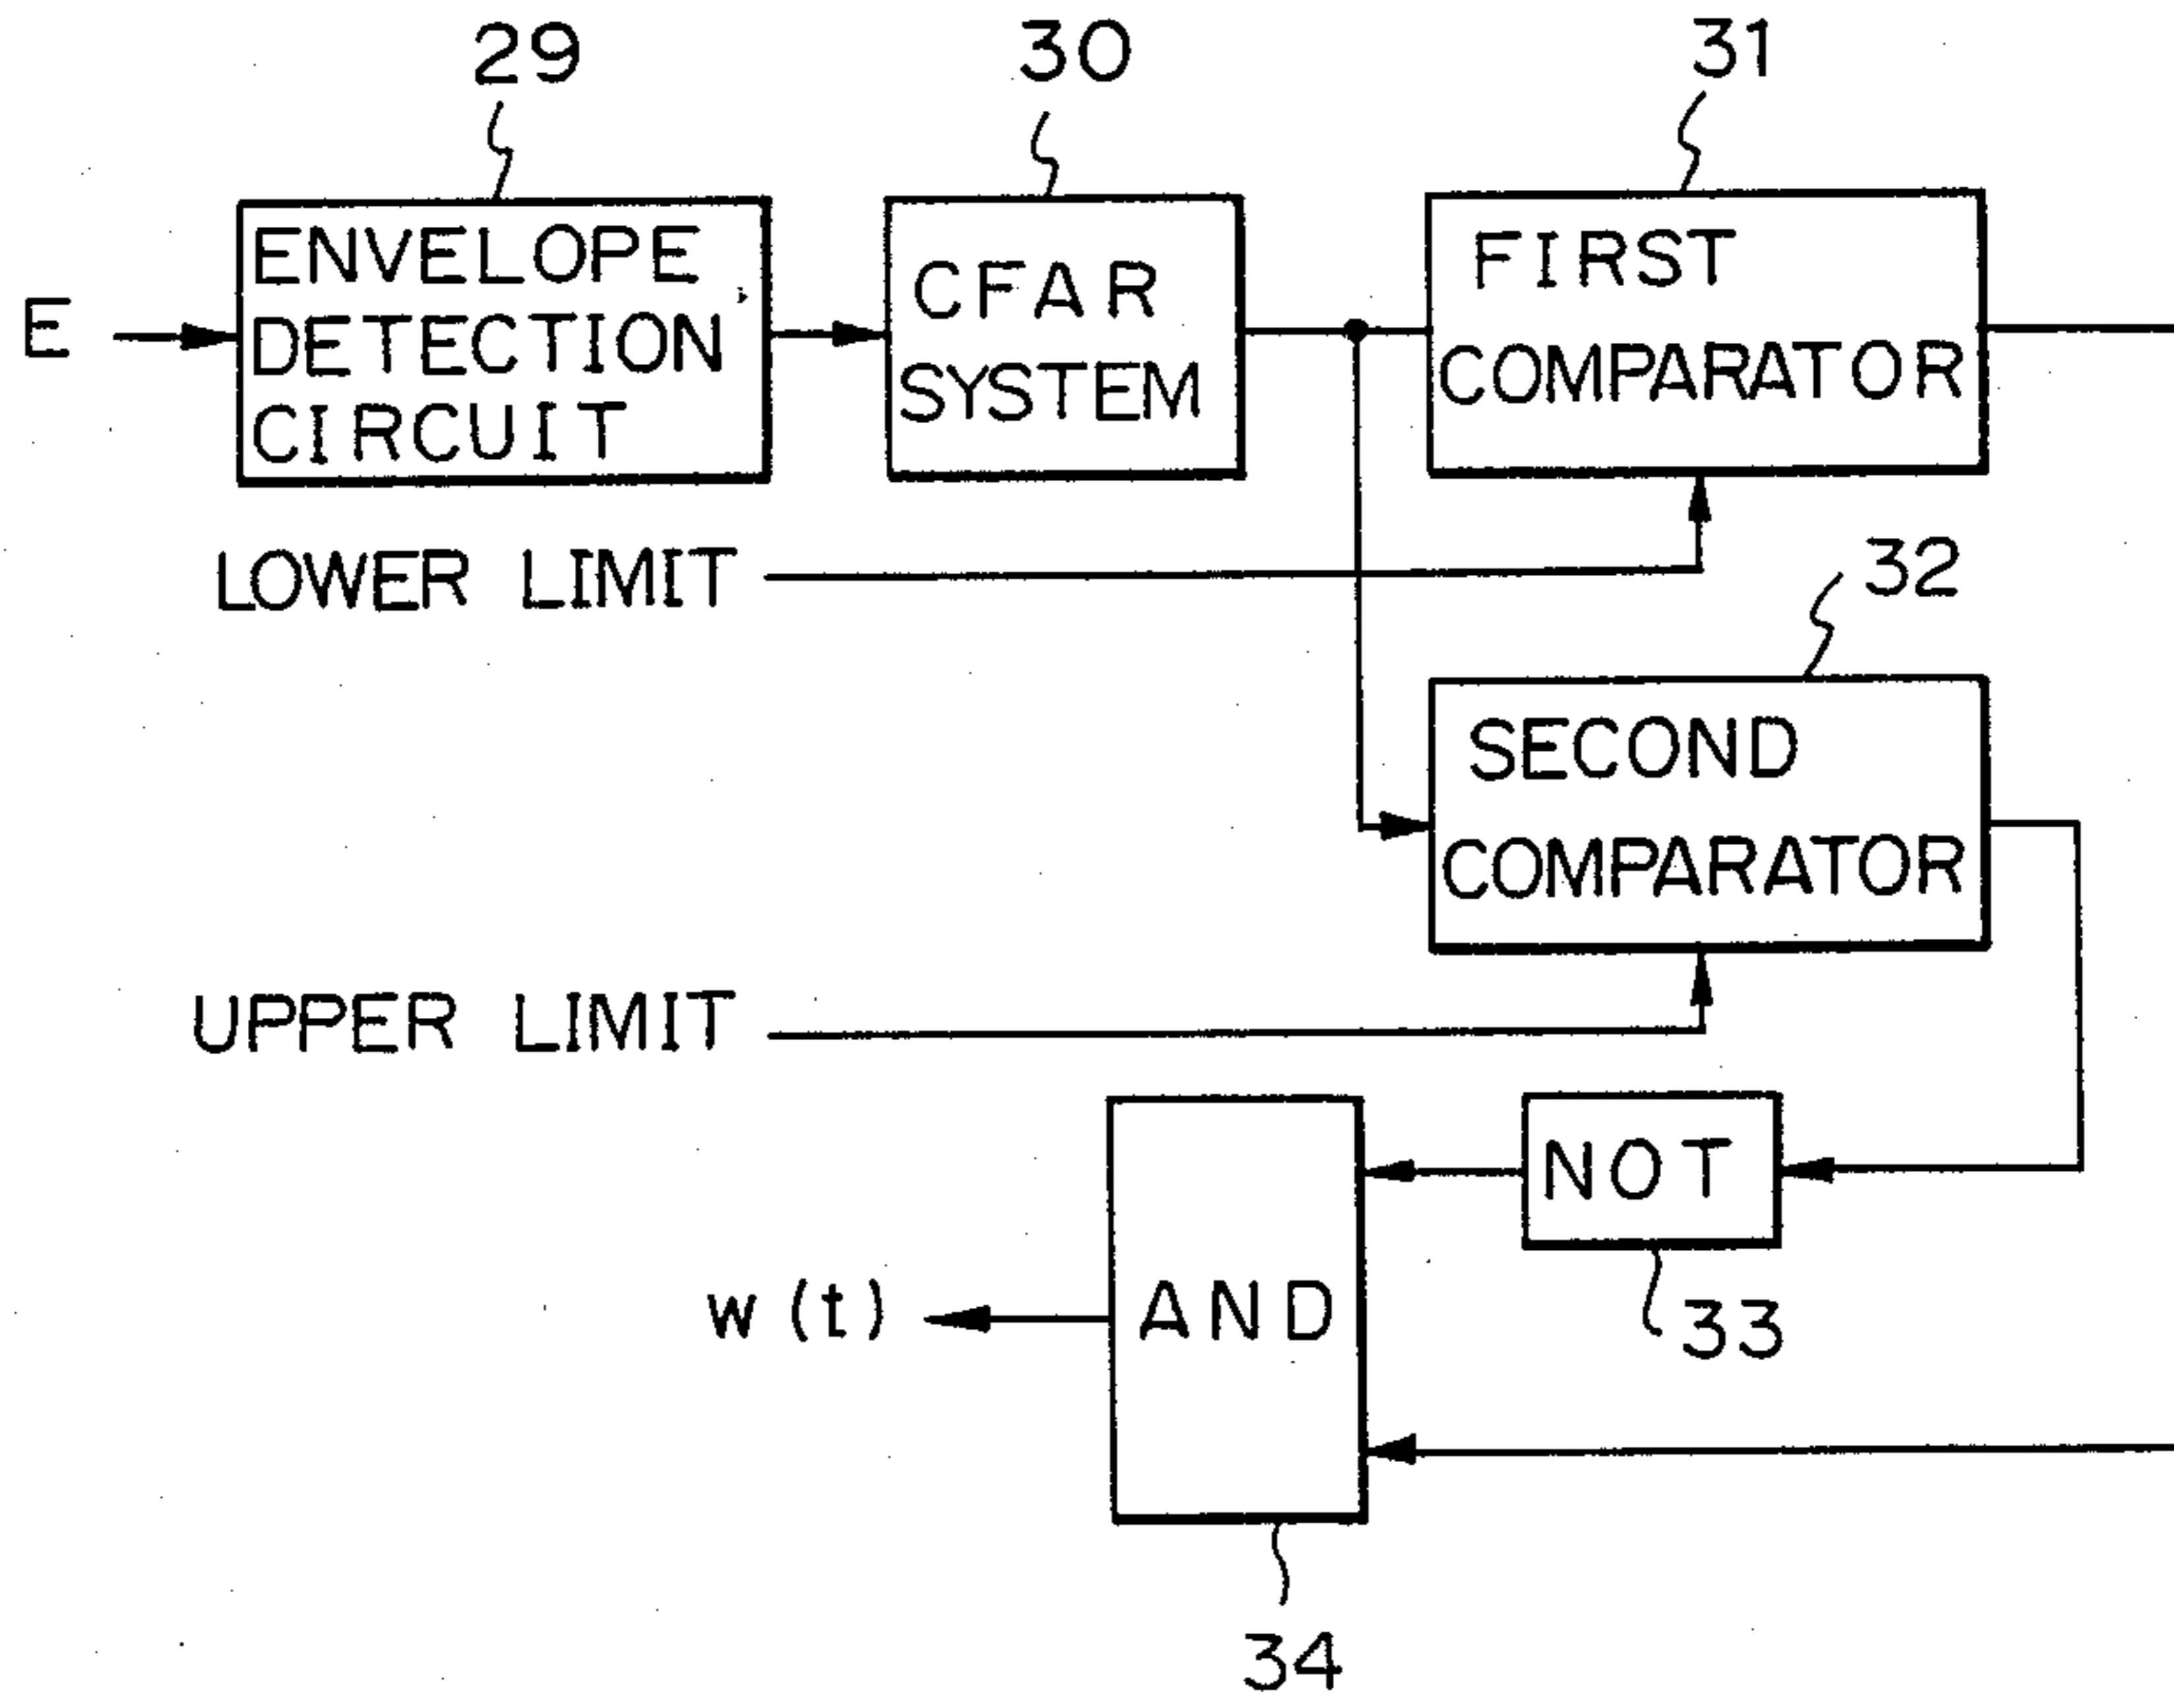 29
30
31
E
ENVELOPE
DETECTION
CIRCUIT
CFAR
SYSTEM
FIRST
COMPARATOR
LOWER LIMIT
32
SECOND
COMPARATOR
UPPER LIMIT
NOT
33
AND
w(t)
34